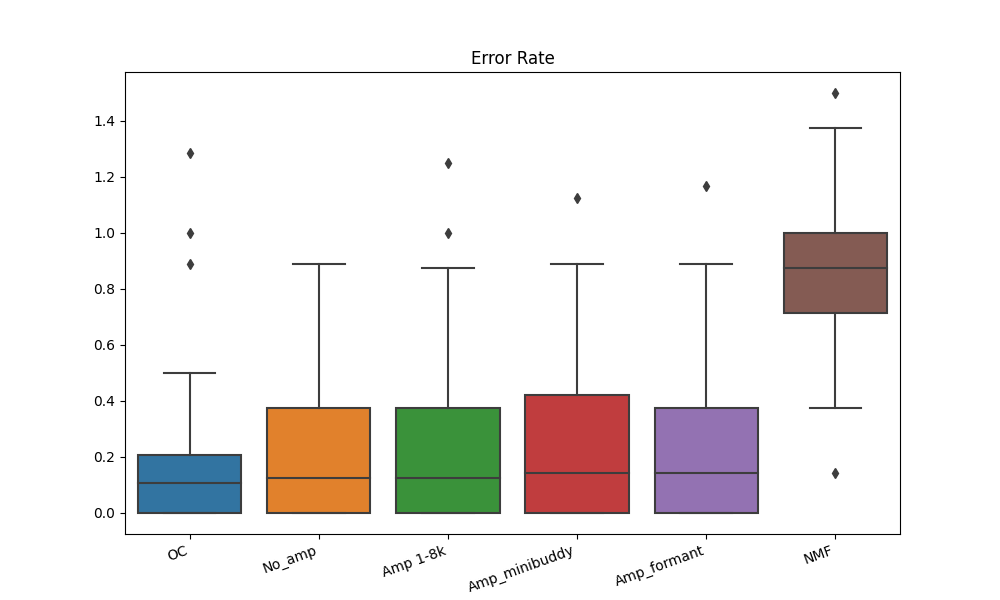 Error Rate
1.4
1.2
1.0
0.8
0.6
0.4
0.2
0.0
OC
No_amp
Amp 1-8k
Amp_minibuddy
Amp_formant
NMF